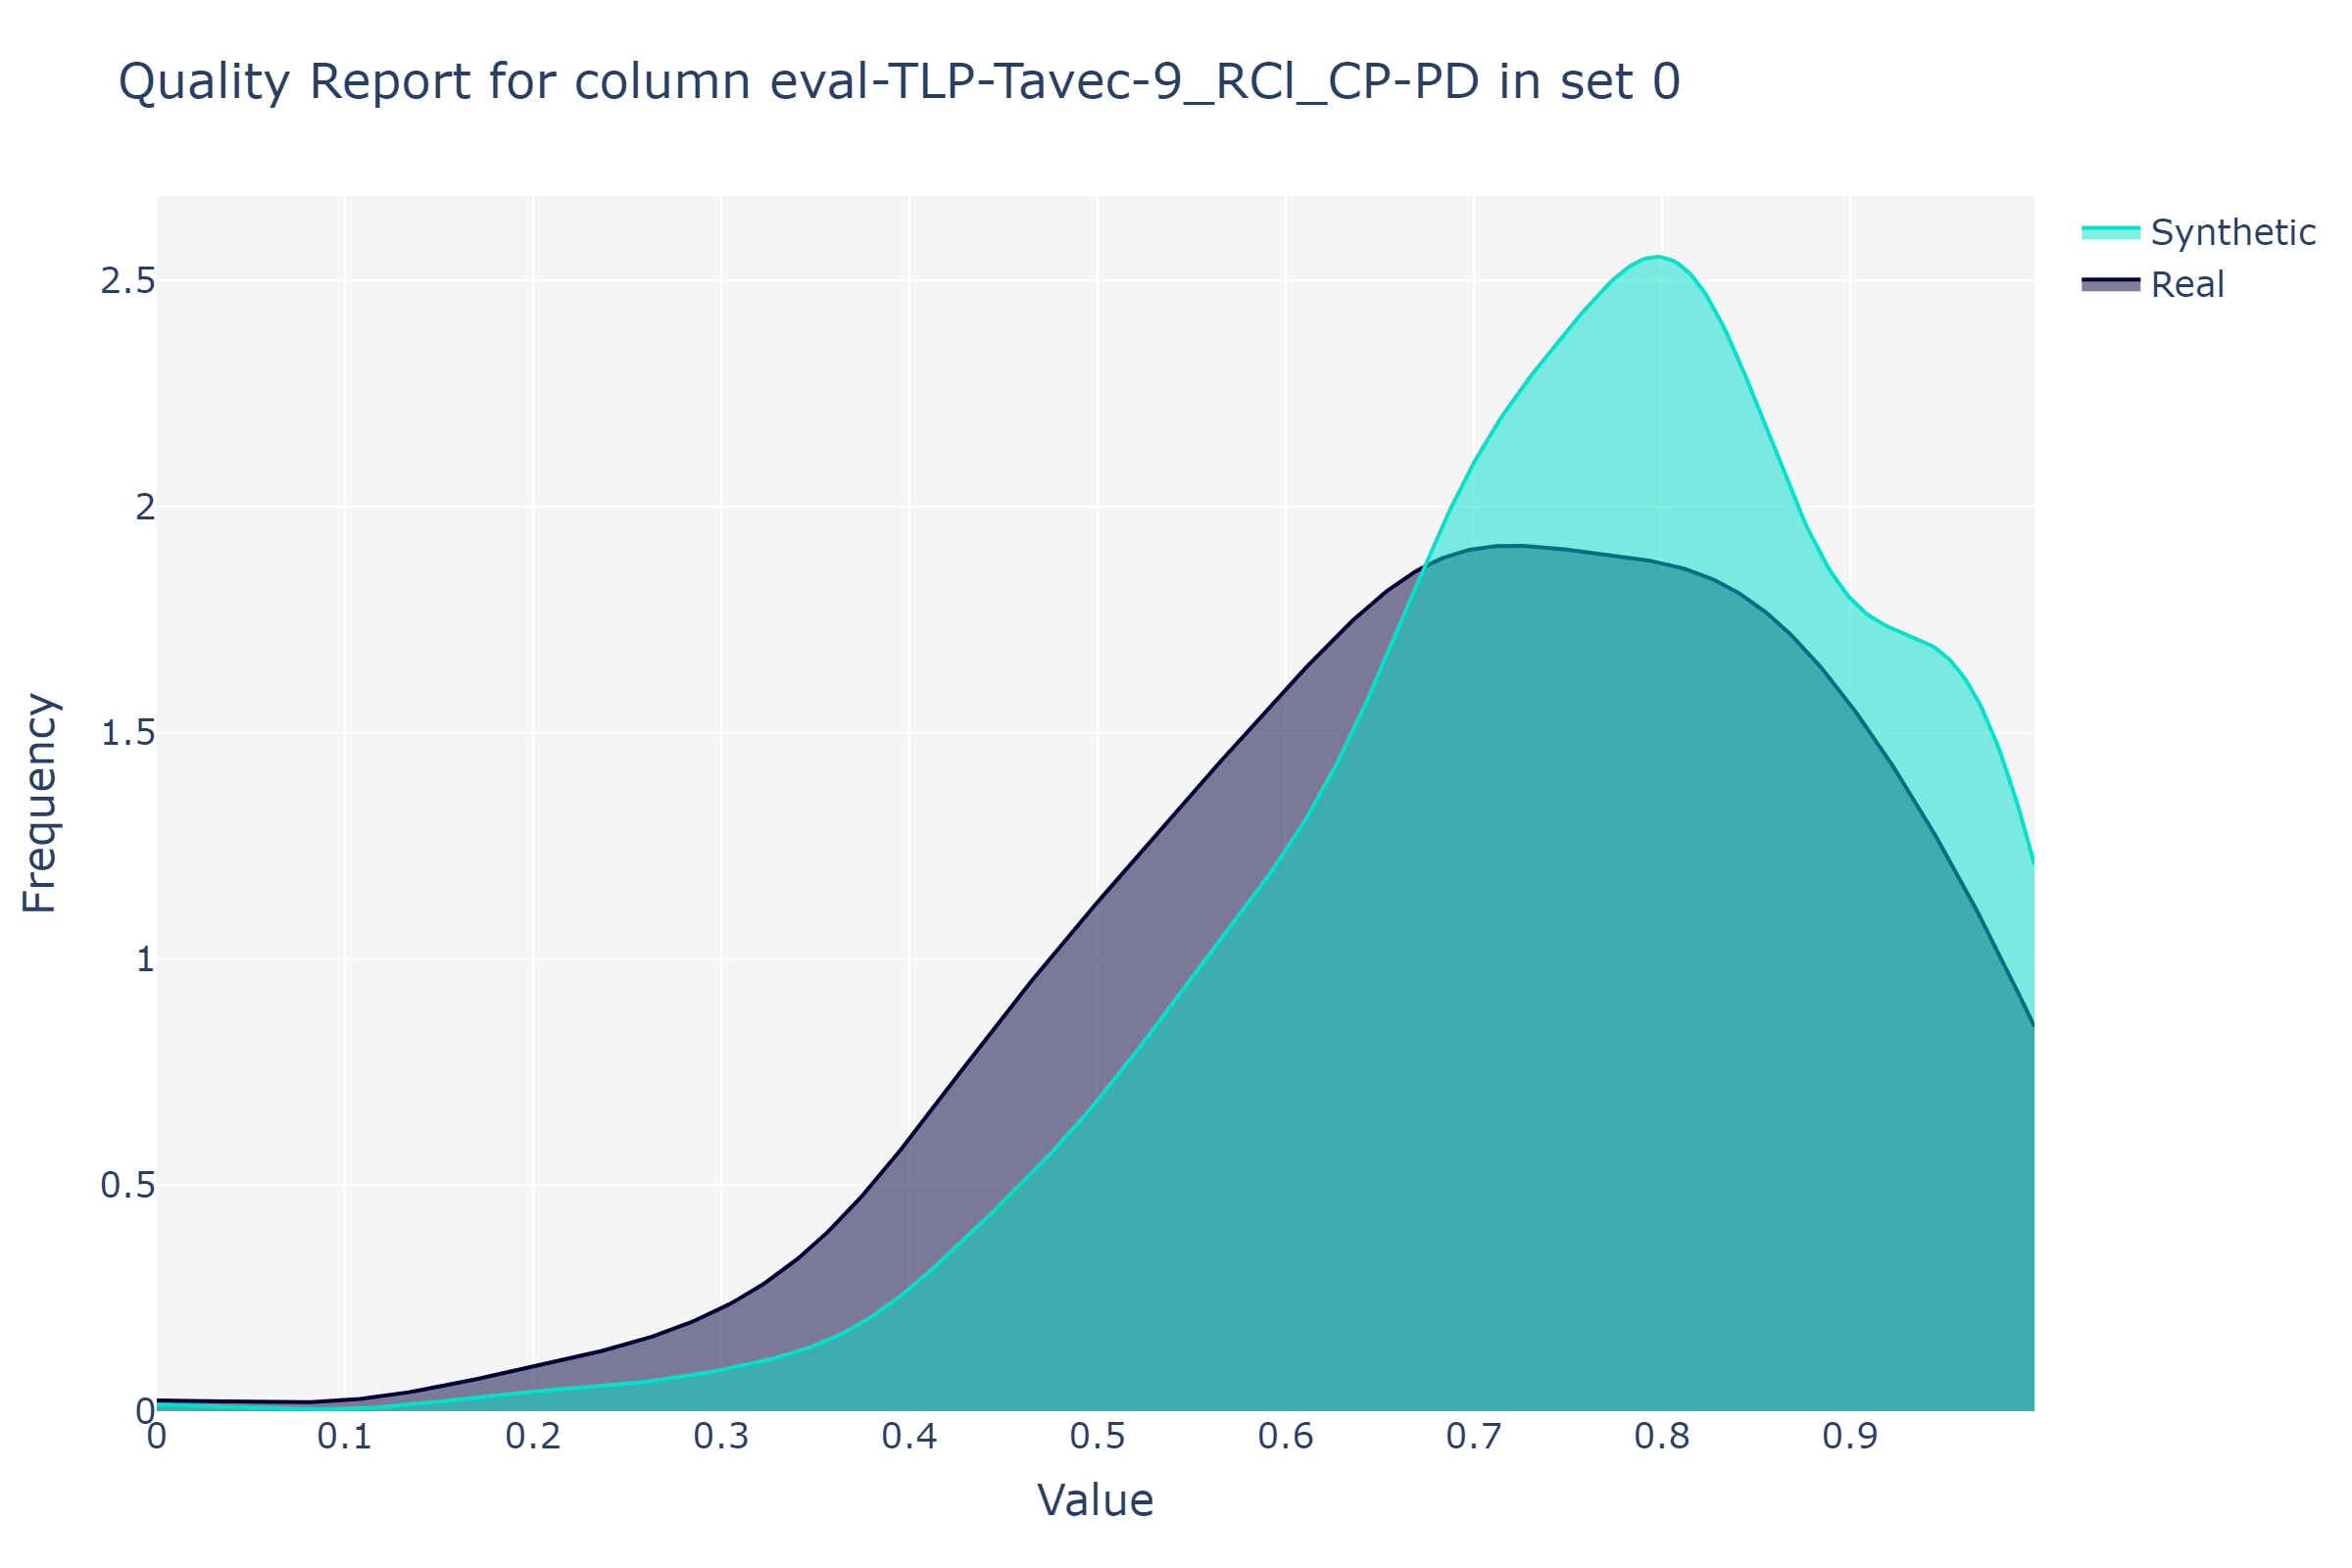 Quality Report for column eval-TLP-Tavec-9_RCl_CP-PD in set 0
Synthetic
Real
Frequency
2.5
2
1.5
1
0.5
0
0 0.1 0.2 0.3 0.4 0.5 0.6 0.7 0.8 0.9
Value